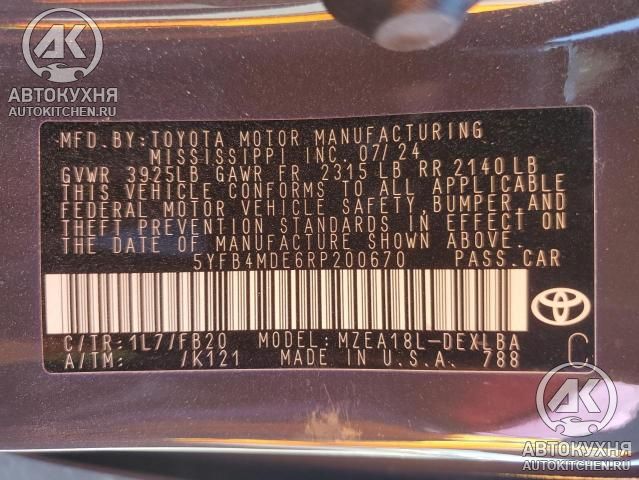 АК
АВТОКУХНЯ
AUTOKITCHEN.RU
MFD.BY:TOYOTA MOTOR MANUFACTURING
MISSISSIPPI INC. 07/24
GVWR 3925LB GAWR FR 2315 LB RR 2140 LB
THIS VEHICLE CONFORMS TO ALL APPLICABLE
FEDERAL MOTOR VEHICLE SAFETY, BUMPER, AND
THEFT PREVENTION STANDARDS IN EFFECT ON
THE DATE OF MANUFACTURE SHOWN ABOVE.
5YFB4MDE6RP200670 PASS.CAR
C/TR:1L7/FB20 MODEL:MZEA18L-DEXLBA
A/TM: /K121 MADE IN U.S.A. 788
C
АК
АВТОКУХНЯ
AUTOKITCHEN.RU